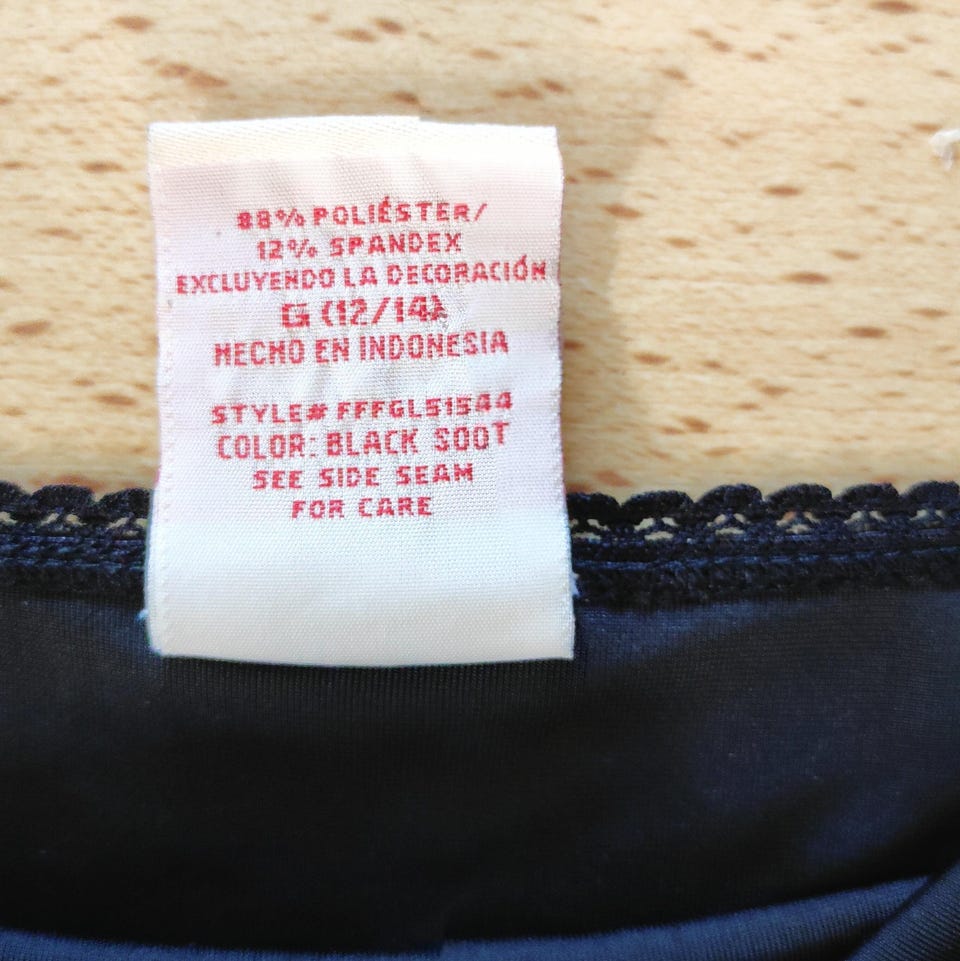 88% POLIÉSTER/
12% SPANDEX
EXCLUYENDO LA DECORACIÓN
G (12/14)
HECHO EN INDONESIA
STYLE# FFFGL51544
COLOR: BLACK SOOT
SEE SIDE SEAM
FOR CARE